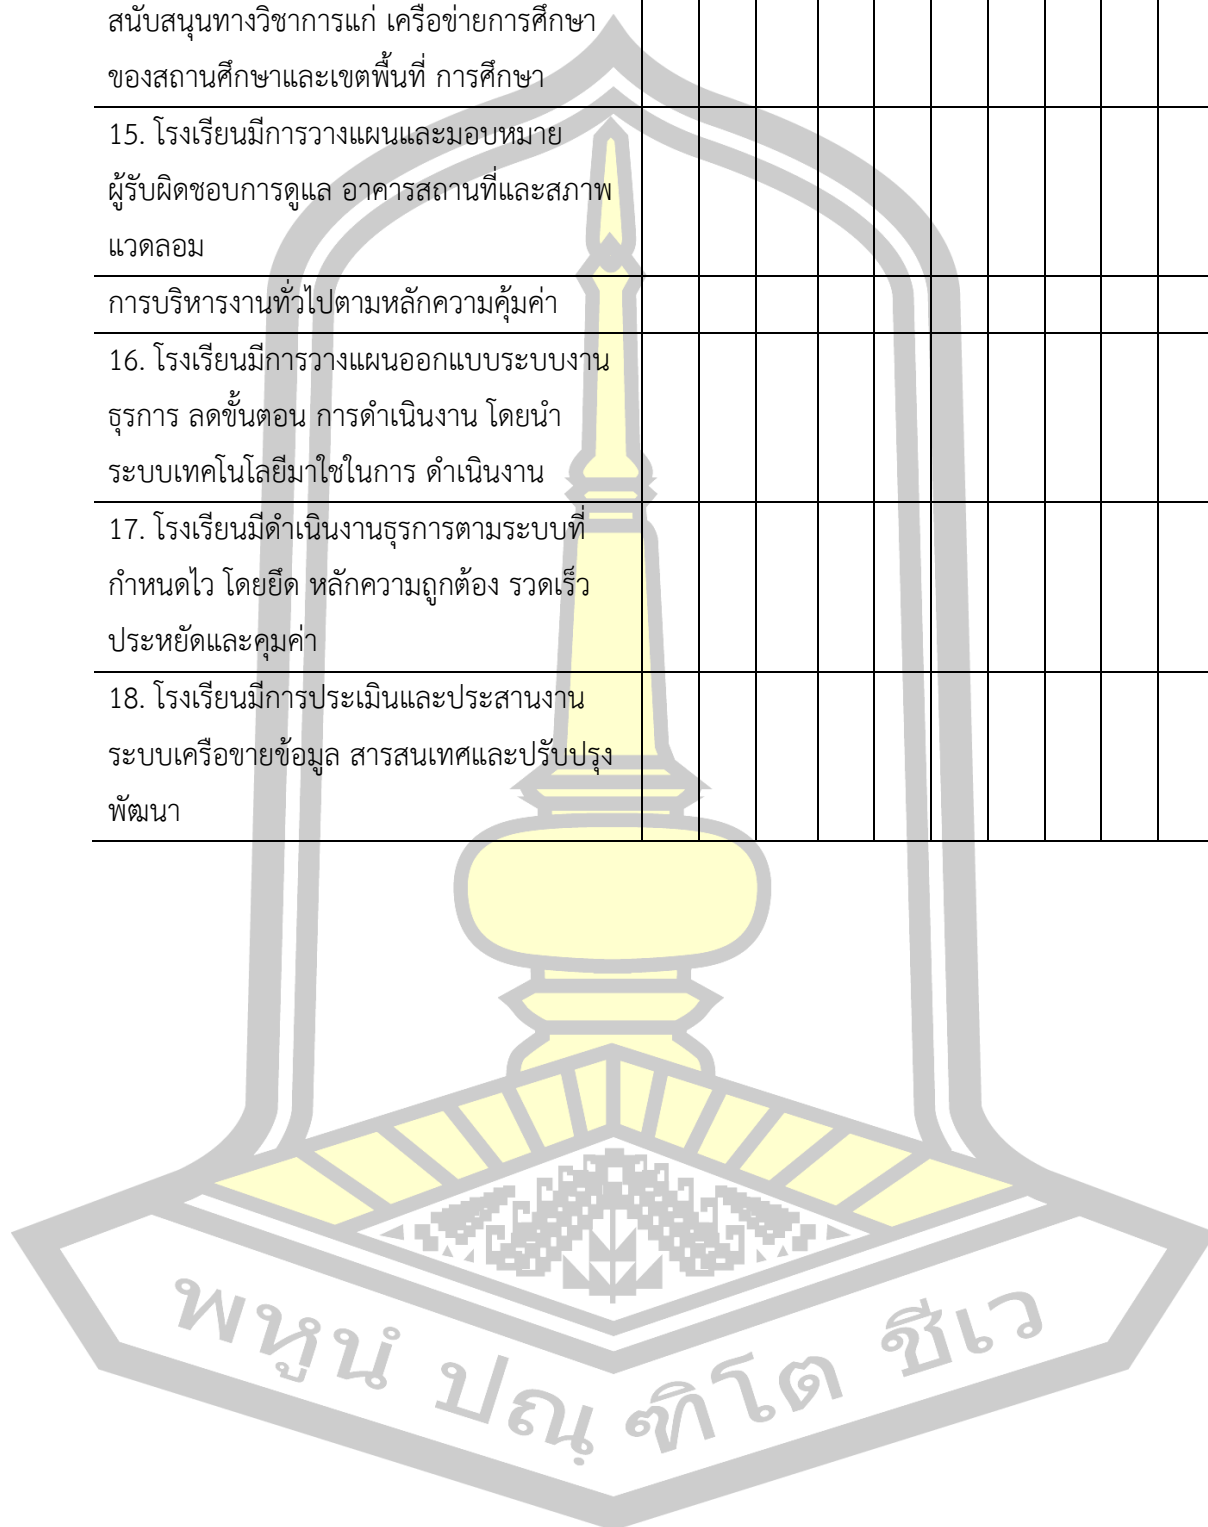 สนับสนุนทางวิชาการแก่ เครือข่ายการศึกษา
ของสถานศึกษาและเขตพื้นที่ การศึกษา
15. โรงเรียนมีการวางแผนและมอบหมาย
ผู้รับผิดชอบการดูแล อาคารสถานที่และสภาพ
แวดลอม
การบริหารงานทั่วไปตามหลักความคุ้มค่า
16. โรงเรียนมีการวางแผนออกแบบระบบงาน
ธุรการ ลดขั้นตอน การดำเนินงาน โดยนำ
ระบบเทคโนโลยีมาใชในการ ดำเนินงาน
17. โรงเรียนมีดำเนินงานธุรการตามระบบที่
กำหนดไว โดยยึด หลักความถูกต้อง รวดเร็ว
ประหยัดและคุมค่า
18. โรงเรียนมีการประเมินและประสานงาน
ระบบเครือขายข้อมูล สารสนเทศและปรับปรุง
พัฒนา
พหูนํ ปณฺฑิโต ชีเว